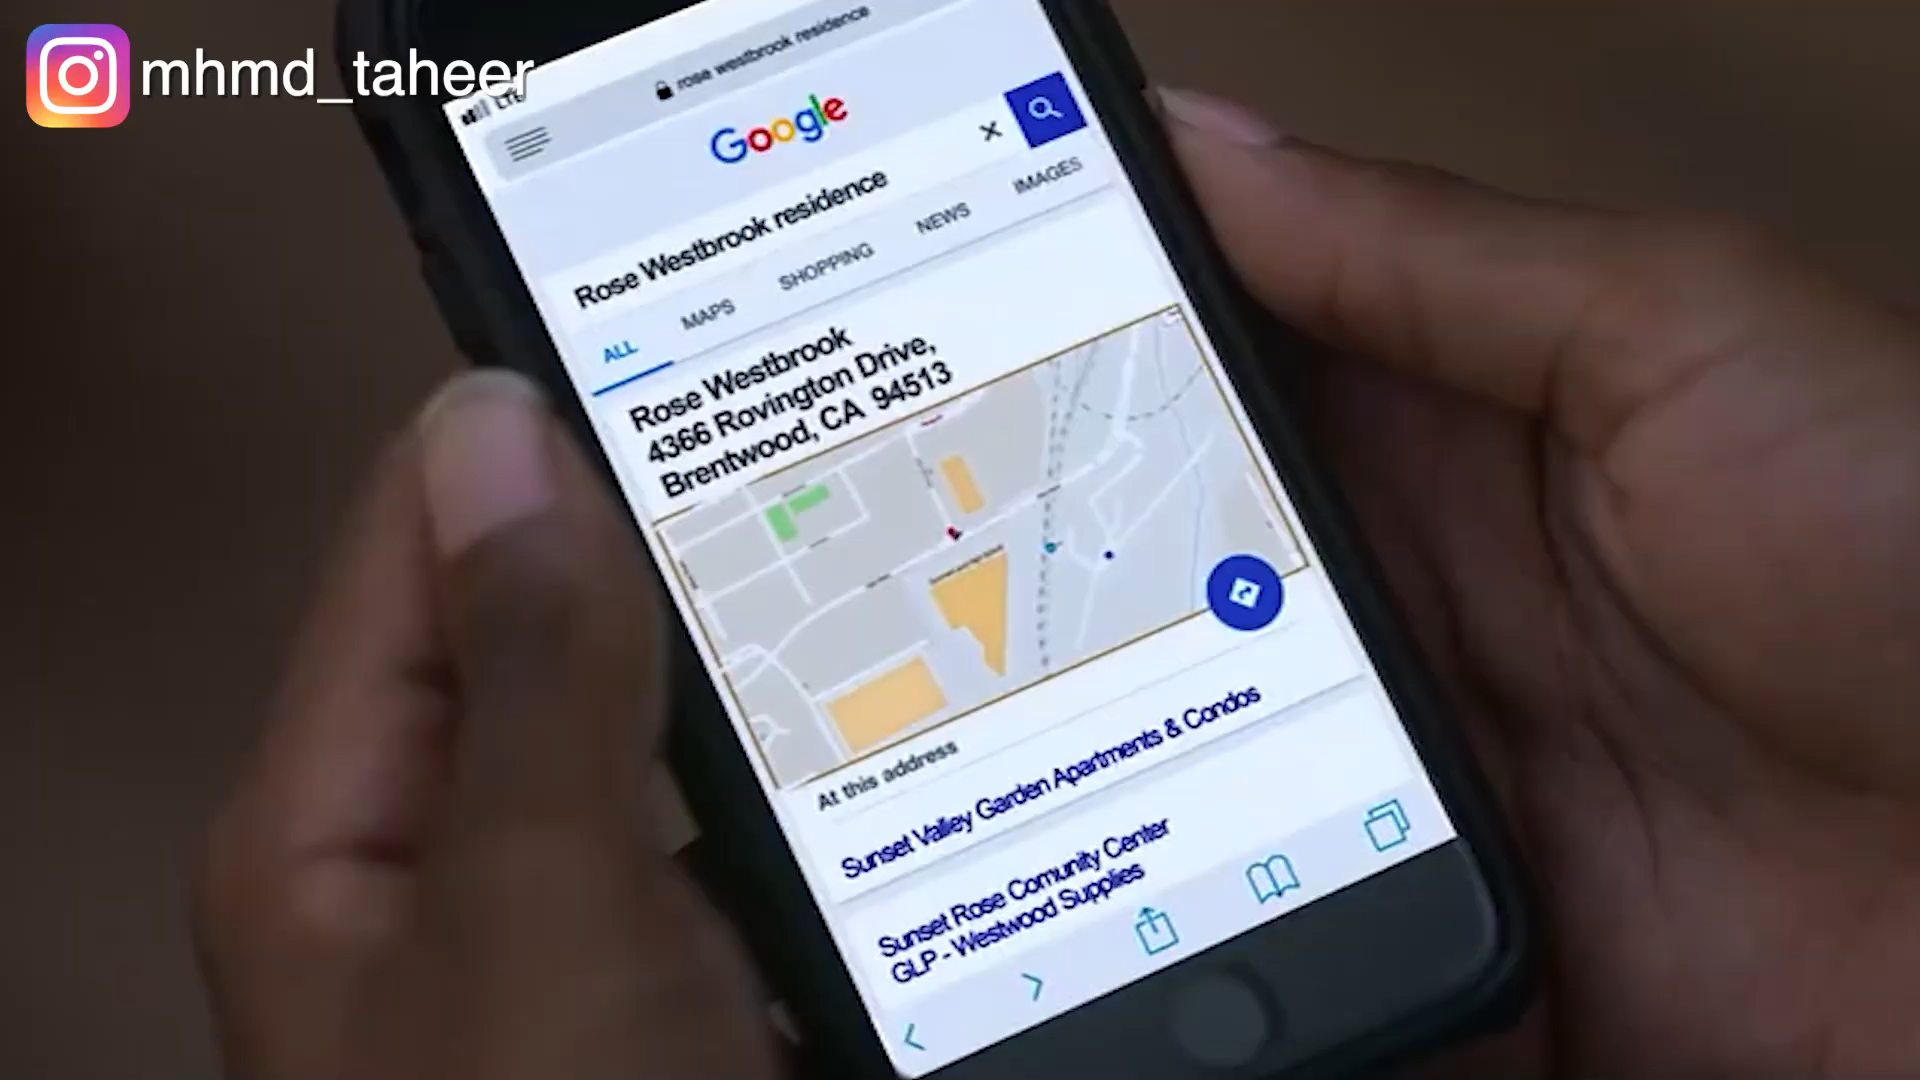 mhmd_taheer
LTE
rose westbrook residence
Google
Rose Westbrook residence
ALL MAPS SHOPPING NEWS IMAGES
Rose Westbrook
4366 Rovington Drive,
Brentwood, CA 94513
At this address
Sunset Valley Garden Apartments & Condos
Sunset Rose Comunity Center
GLP - Westwood Supplies